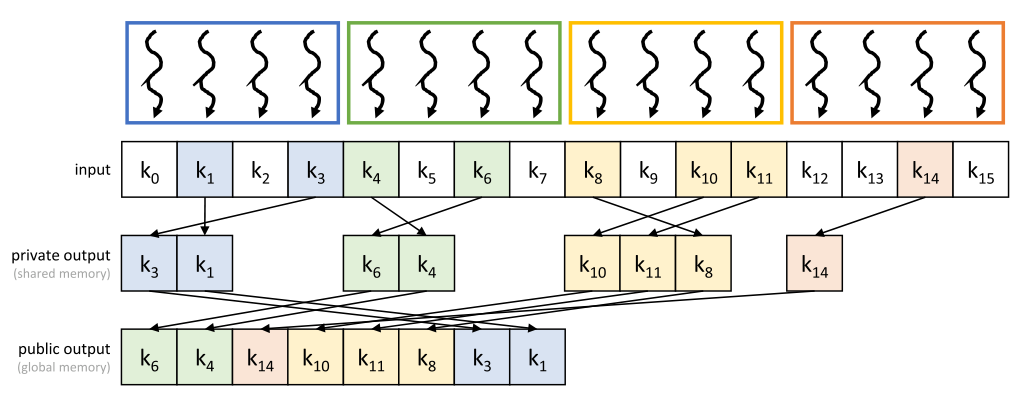 input k0 k1 k2 k3 k4 k5 k6 k7 k8 k9 k10 k11 k12 k13 k14 k15
private output
(shared memory)
k3 k1 k6 k4 k10 k11 k8 k14
public output
(global memory)
k6 k4 k14 k10 k11 k8 k3 k1